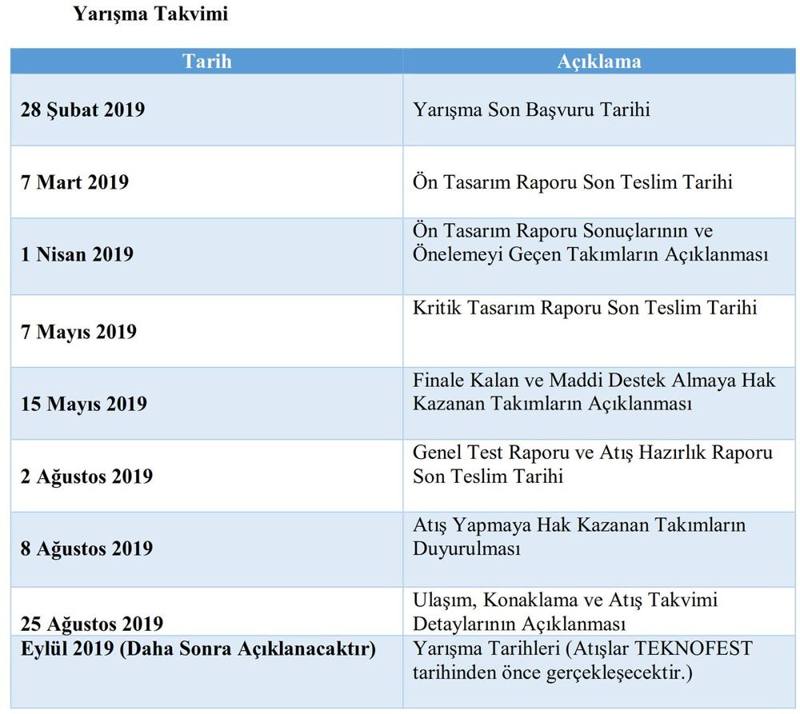 Yarışma Takvimi
Tarih Açıklama
28 Şubat 2019 Yarışma Son Başvuru Tarihi
7 Mart 2019 Ön Tasarım Raporu Son Teslim Tarihi
1 Nisan 2019 Ön Tasarım Raporu Sonuçlarının ve
Önelemeyi Geçen Takımların Açıklanması
7 Mayıs 2019 Kritik Tasarım Raporu Son Teslim Tarihi
15 Mayıs 2019 Finale Kalan ve Maddi Destek Almaya Hak
Kazanan Takımların Açıklanması
2 Ağustos 2019 Genel Test Raporu ve Atış Hazırlık Raporu
Son Teslim Tarihi
8 Ağustos 2019 Atış Yapmaya Hak Kazanan Takımların
Duyurulması
25 Ağustos 2019 Ulaşım, Konaklama ve Atış Takvimi
Detaylarının Açıklanması
Eylül 2019 (Daha Sonra Açıklanacaktır) Yarışma Tarihleri (Atışlar TEKNOFEST
tarihinden önce gerçekleşecektir.)